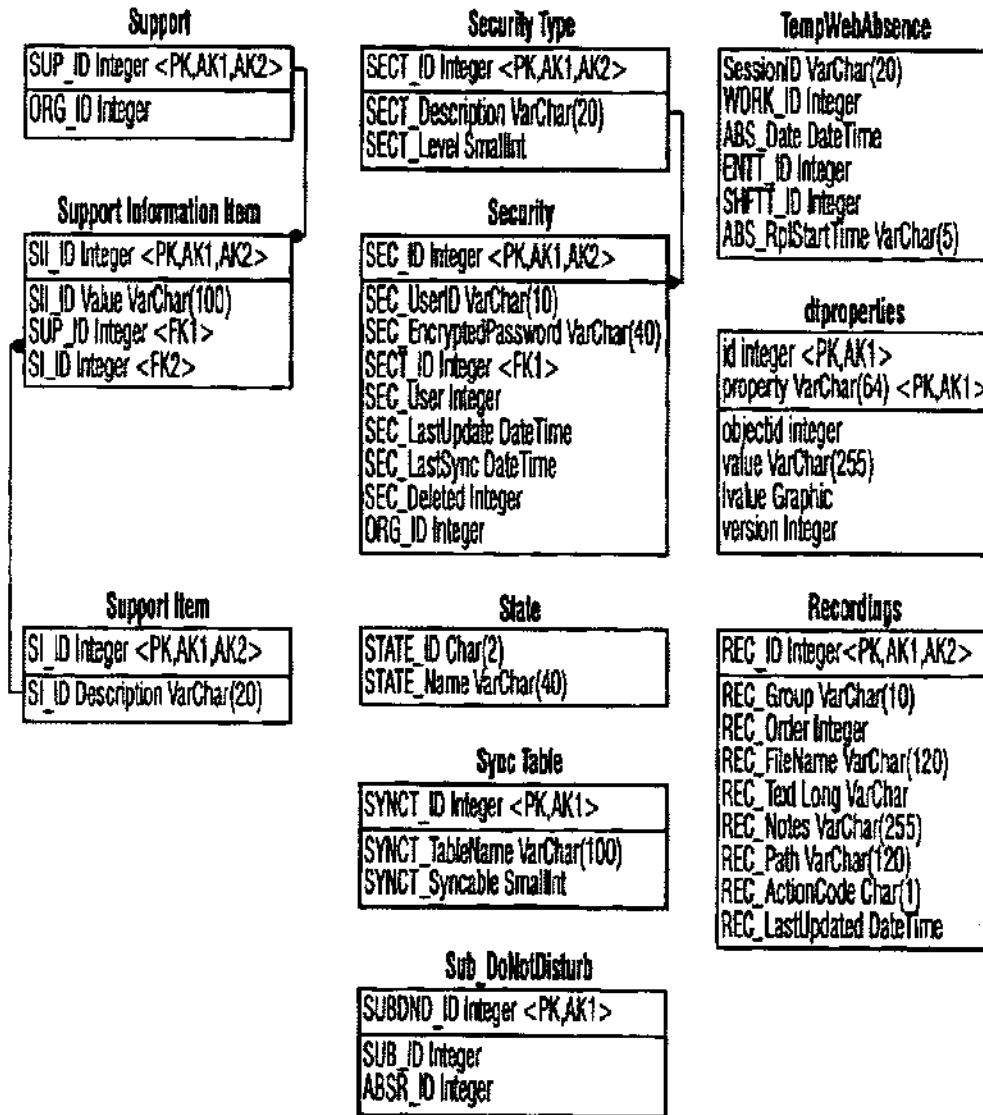 Support
SUP_ID Integer <PK,AK1,AK2>
ORG_ID Integer
Support Information Item
SII_ID Integer <PK,AK1,AK2>
SII_ID Value VarChar(100)
SUP_ID Integer <FK1>
SI_ID Integer <FK2>
Support Item
SI_ID Integer <PK,AK1,AK2>
SI_ID Description VarChar(20)
Security Type
SECT_ID Integer <PK,AK1,AK2>
SECT_Description VarChar(20)
SECT_Level SmallInt
Security
SEC_ID Integer <PK,AK1,AK2>
SEC_UserID VarChar(10)
SEC_EncryptedPassword VarChar(40)
SECT_ID Integer <FK1>
SEC_User Integer
SEC_LastUpdate DateTime
SEC_LastSync DateTime
SEC_Deleted Integer
ORG_ID Integer
State
STATE_ID Char(2)
STATE_Name VarChar(40)
Sync Table
SYNCT_ID Integer <PK,AK1>
SYNCT_TableName VarChar(100)
SYNCT_Syncable SmallInt
Sub_DoNotDisturb
SUBDND_ID Integer <PK,AK1>
SUB_ID Integer
ABSR_ID Integer
TempWebAbsence
SessionID VarChar(20)
WORK_ID Integer
ABS_Date DateTime
ENTT_ID Integer
SHFTT_ID Integer
ABS_RplStartTime VarChar(5)
dtproperties
id integer <PK,AK1>
property VarChar(64) <PK,AK1>
objectid integer
value VarChar(255)
lvalue Graphic
version Integer
Recordings
REC_ID Integer<PK,AK1,AK2>
REC_Group VarChar(10)
REC_Order Integer
REC_FileName VarChar(120)
REC_Text Long VarChar
REC_Notes VarChar(255)
REC_Path VarChar(120)
REC_ActionCode Char(1)
REC_LastUpdated DateTime